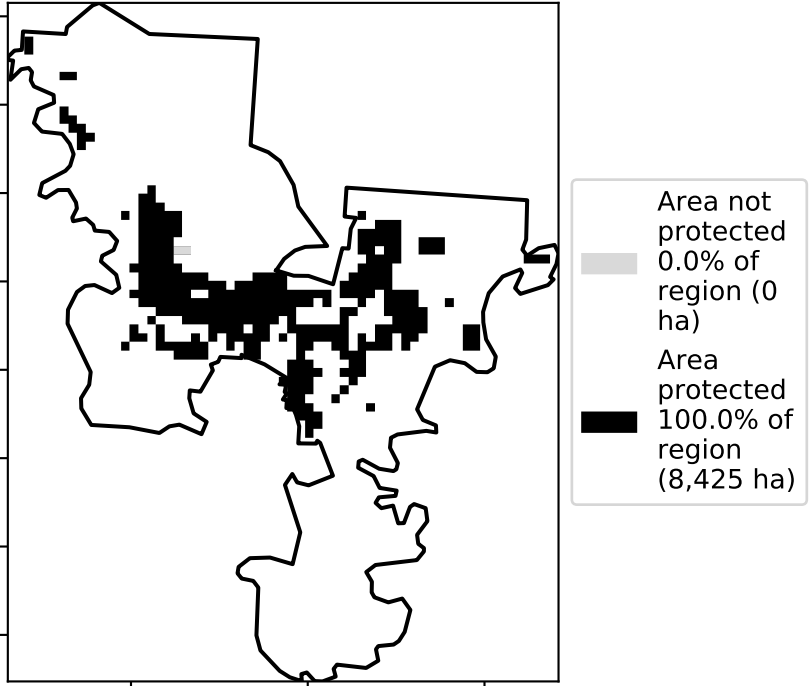 Area not
protected
0.0% of
region (0
ha)
Area
protected
100.0% of
region
(8,425 ha)